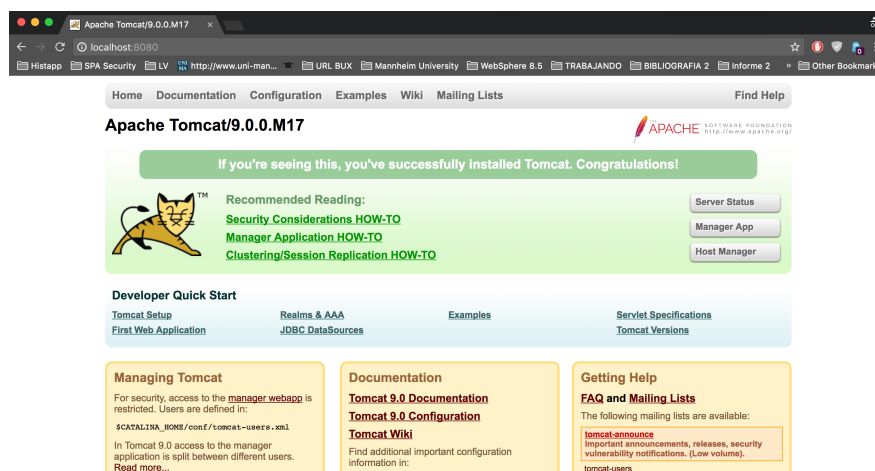 Apache Tomcat/9.0.0.M17
localhost:8080
Histapp SPA Security LV http://www.uni-man... URL BUX Mannheim University WebSphere 8.5 TRABAJANDO BIBLIOGRAFIA 2 Informe 2 » Other Bookmark
Home Documentation Configuration Examples Wiki Mailing Lists Find Help
Apache Tomcat/9.0.0.M17
THE APACHE SOFTWARE FOUNDATION
http://www.apache.org/
If you're seeing this, you've successfully installed Tomcat. Congratulations!
TM
Recommended Reading:
Security Considerations HOW-TO
Manager Application HOW-TO
Clustering/Session Replication HOW-TO
Server Status
Manager App
Host Manager
Developer Quick Start
Tomcat Setup Realms & AAA Examples Servlet Specifications
First Web Application JDBC DataSources Tomcat Versions
Managing Tomcat
For security, access to the manager webapp is
restricted. Users are defined in:
$CATALINA_HOME/conf/tomcat-users.xml
In Tomcat 9.0 access to the manager
application is split between different users.
Read more...
Documentation
Tomcat 9.0 Documentation
Tomcat 9.0 Configuration
Tomcat Wiki
Find additional important configuration
information in:
Getting Help
FAQ and Mailing Lists
The following mailing lists are available:
tomcat-announce
Important announcements, releases, security
vulnerability notifications. (Low volume).
tomcat-users